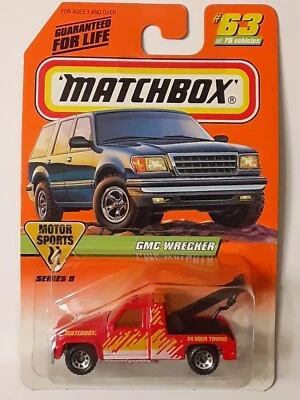 FOR AGES 3 AND OVER
GUARANTEED
FOR LIFE
#63
of 75 vehicles
MATCHBOX®
MOTOR
SPORTS
SERIES 9
GMC WRECKER
MATCHBOX
24 HOUR TOWING